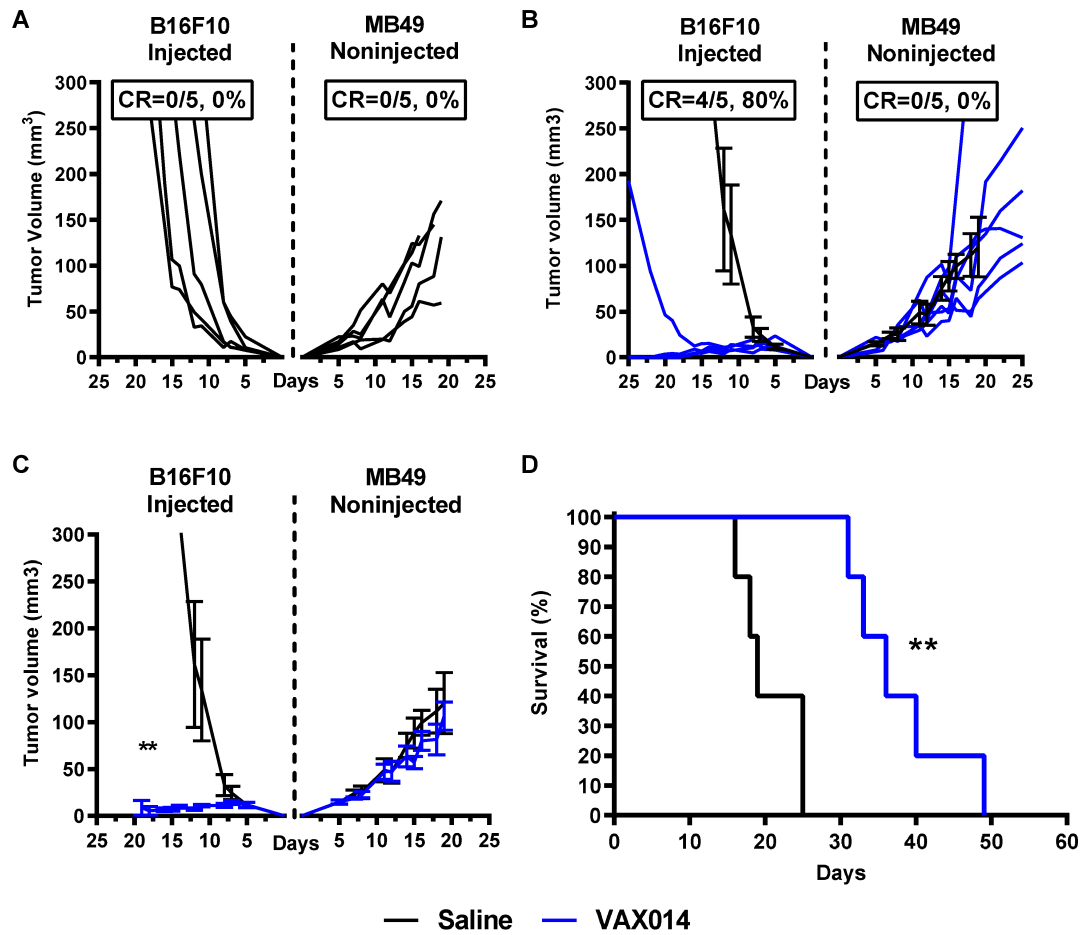 A
B16F10
Injected
MB49
Noninjected
CR=0/5, 0%
CR=0/5, 0%
Tumor Volume (mm3)
300
250
200
150
100
50
0
25 20 15 10 5 Days 5 10 15 20 25
B
B16F10
Injected
MB49
Noninjected
CR=4/5, 80%
CR=0/5, 0%
Tumor Volume (mm3)
300
250
200
150
100
50
0
25 20 15 10 5 Days 5 10 15 20 25
C
B16F10
Injected
MB49
Noninjected
Tumor volume (mm3)
300
250
200
150
100
50
0
**
25 20 15 10 5 Days 5 10 15 20 25
D
Survival (%)
100
90
80
70
60
50
40
30
20
10
0
**
0 10 20 30 40 50 60
Days
Saline VAX014